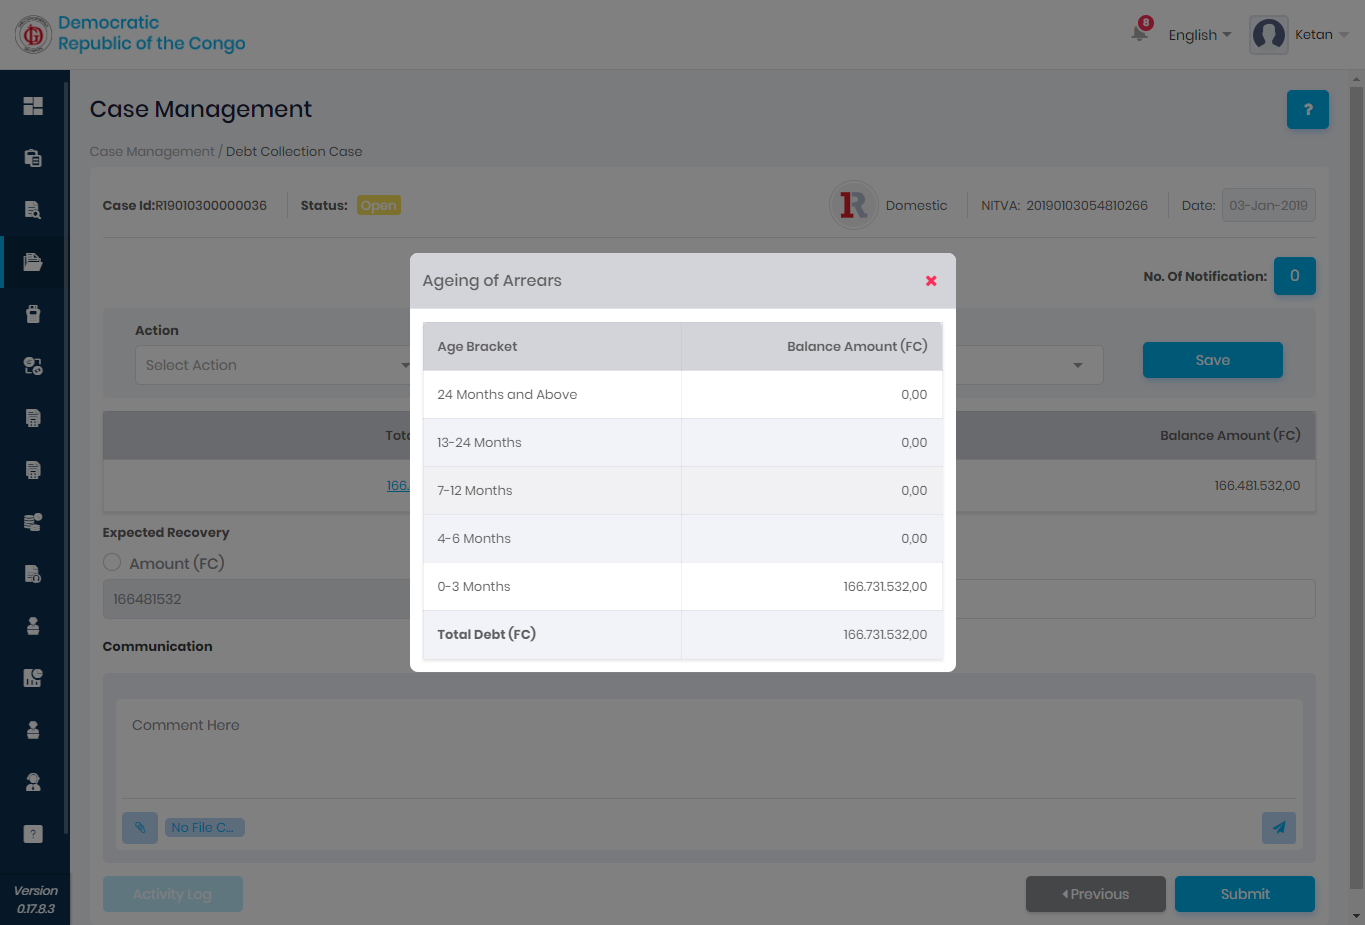 Democratic
Republic of the Congo
8
English
Ketan
Case Management
?
Case Management / Debt Collection Case
Case Id:R19010300000036
Status: Open
Domestic
NITVA: 20190103054810266
Date: 03-Jan-2019
No. Of Notification: 0
Action
Select Action
Save
Balance Amount (FC)
166.
166.481.532,00
Expected Recovery
Amount (FC)
166481532
Communication
Comment Here
No File C...
Activity Log
Previous
Submit
?
Version
0.17.8.3
Ageing of Arrears
Age Bracket Balance Amount (FC)
24 Months and Above 0,00
13-24 Months 0,00
7-12 Months 0,00
4-6 Months 0,00
0-3 Months 166.731.532,00
Total Debt (FC) 166.731.532,00